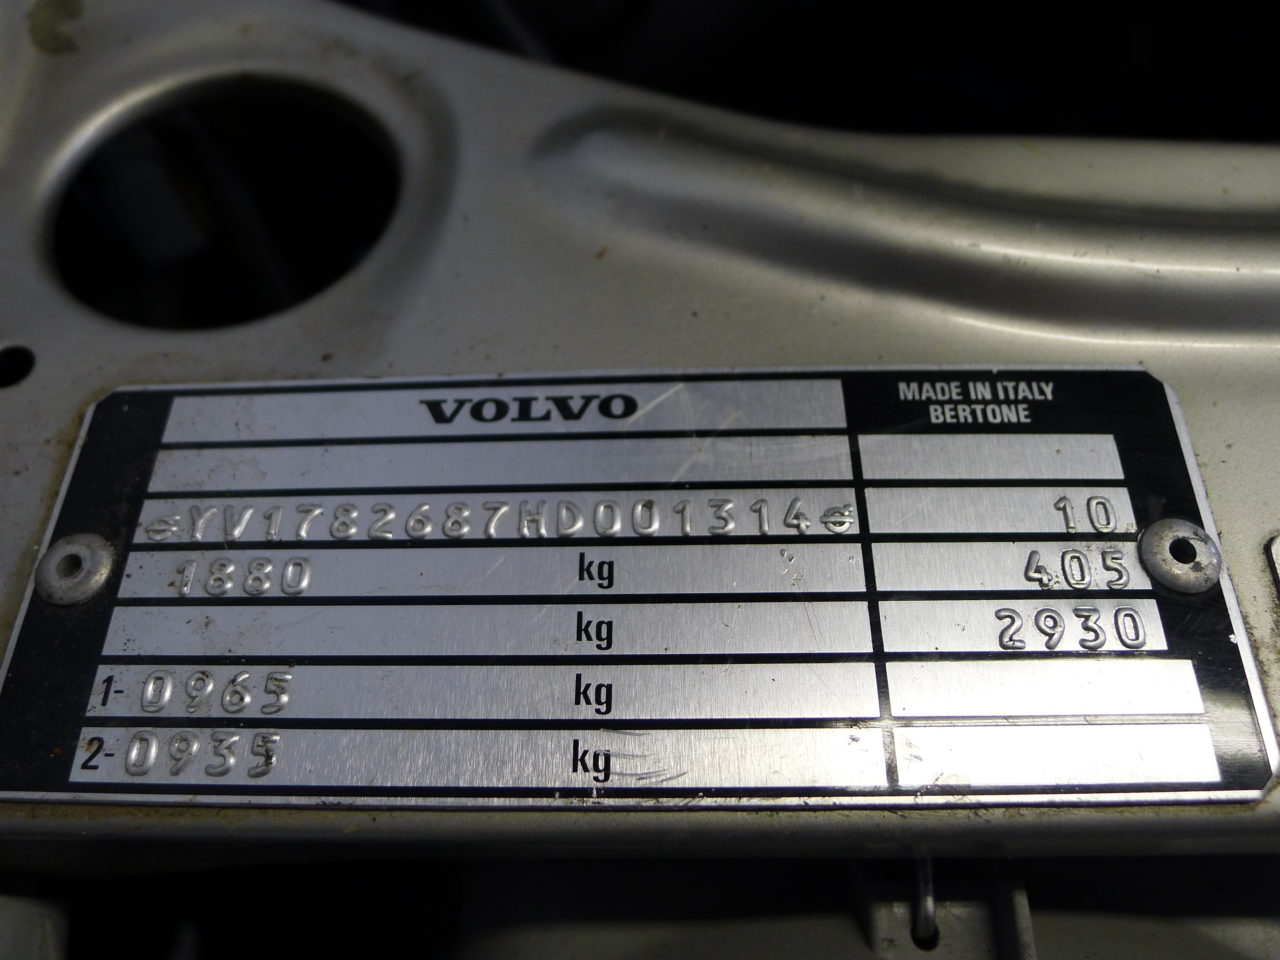 VOLVO
MADE IN ITALY
BERTONE
YV1782687HD001314 10
1880 kg 405
kg 2930
1- 0965 kg
2- 0935 kg